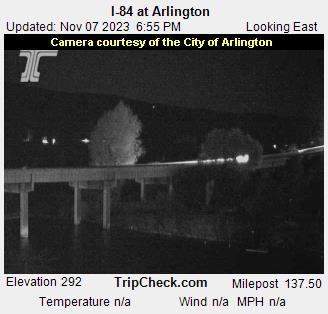 I-84 at Arlington
Updated: Nov 07 2023 6:55 PM Looking East
Camera courtesy of the City of Arlington
Elevation 292 TripCheck.com Milepost 137.50
Temperature n/a Wind n/a MPH n/a